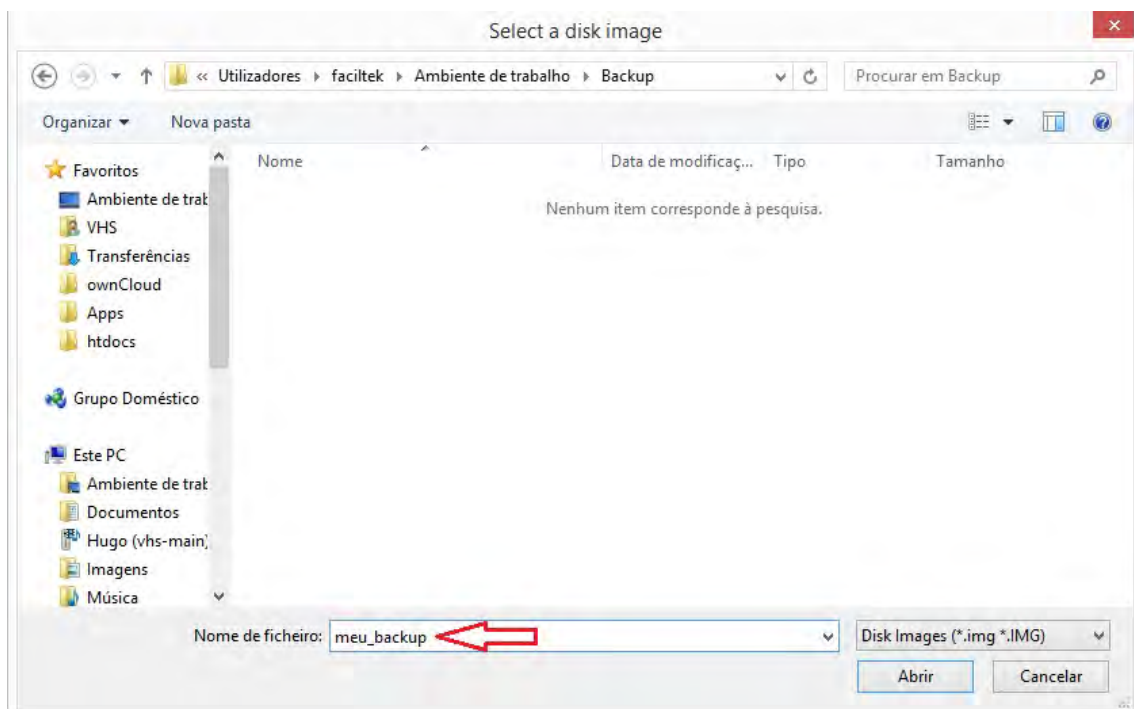 Select a disk image
« Utilizadores faciltek Ambiente de trabalho Backup
Procurar em Backup
Organizar Nova pasta
Nome Data de modificaç... Tipo Tamanho
Nenhum item corresponde à pesquisa.
Favoritos
Ambiente de trab
VHS
Transferências
ownCloud
Apps
htdocs
Grupo Doméstico
Este PC
Ambiente de trab
Documentos
Hugo (vhs-main)
Imagens
Música
Nome de ficheiro: meu_backup Disk Images (*.img *.IMG)
Abrir Cancelar